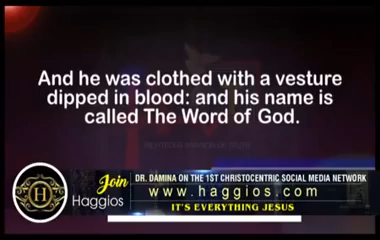 And he was clothed with a vesture
dipped in blood: and his name is
called The Word of God.
H
Join
Haggios
DR. DAMINA ON THE 1ST CHRISTOCENTRIC SOCIAL MEDIA NETWORK
www.haggios.com
IT'S EVERYTHING JESUS